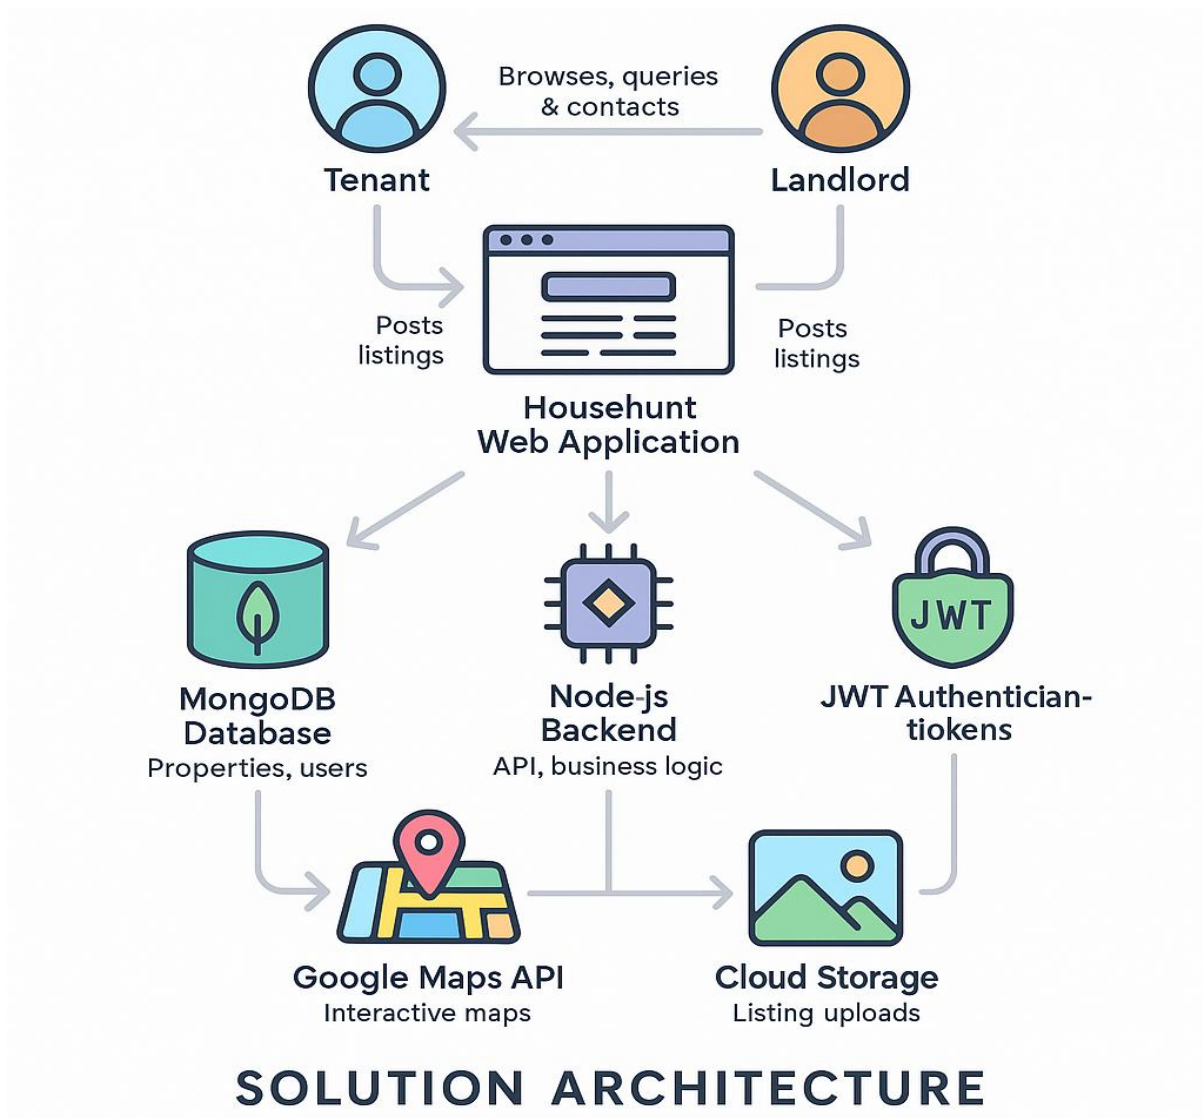 Browses, queries
& contacts
Tenant
Landlord
Posts
listings
Posts
listings
Househunt
Web Application
JWT
MongoDB
Database
Properties, users
Node-js
Backend
API, business logic
JWT Authentician-
tiokens
Google Maps API
Interactive maps
Cloud Storage
Listing uploads
SOLUTION ARCHITECTURE